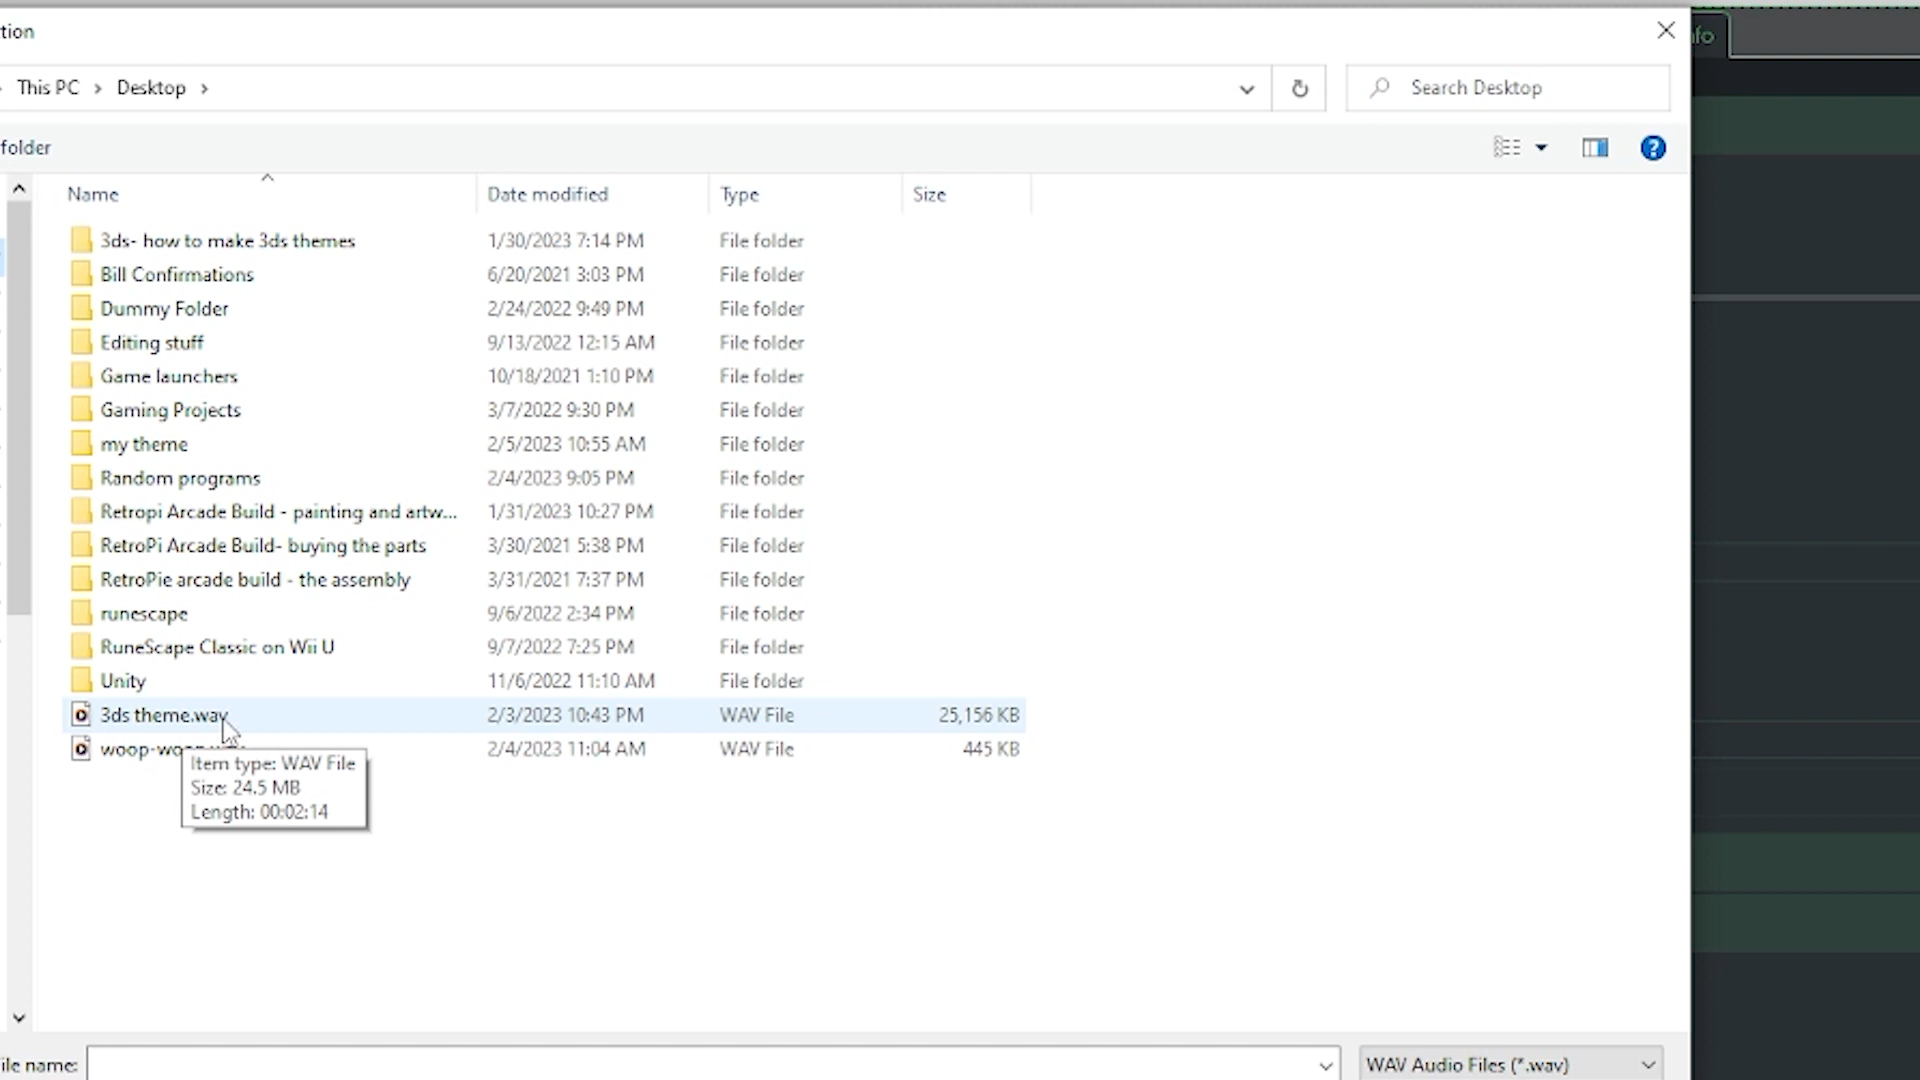 tion
This PC > Desktop >
Search Desktop
folder
Name Date modified Type Size
3ds- how to make 3ds themes 1/30/2023 7:14 PM File folder
Bill Confirmations 6/20/2021 3:03 PM File folder
Dummy Folder 2/24/2022 9:49 PM File folder
Editing stuff 9/13/2022 12:15 AM File folder
Game launchers 10/18/2021 1:10 PM File folder
Gaming Projects 3/7/2022 9:30 PM File folder
my theme 2/5/2023 10:55 AM File folder
Random programs 2/4/2023 9:05 PM File folder
Retropi Arcade Build - painting and artw... 1/31/2023 10:27 PM File folder
RetroPi Arcade Build- buying the parts 3/30/2021 5:38 PM File folder
RetroPie arcade build - the assembly 3/31/2021 7:37 PM File folder
runescape 9/6/2022 2:34 PM File folder
RuneScape Classic on Wii U 9/7/2022 7:25 PM File folder
Unity 11/6/2022 11:10 AM File folder
3ds theme.wav 2/3/2023 10:43 PM WAV File 25,156 KB
2/4/2023 11:04 AM WAV File 445 KB
Item type: WAV File
Size: 24.5 MB
Length: 00:02:14
ile name:
WAV Audio Files (*.wav)